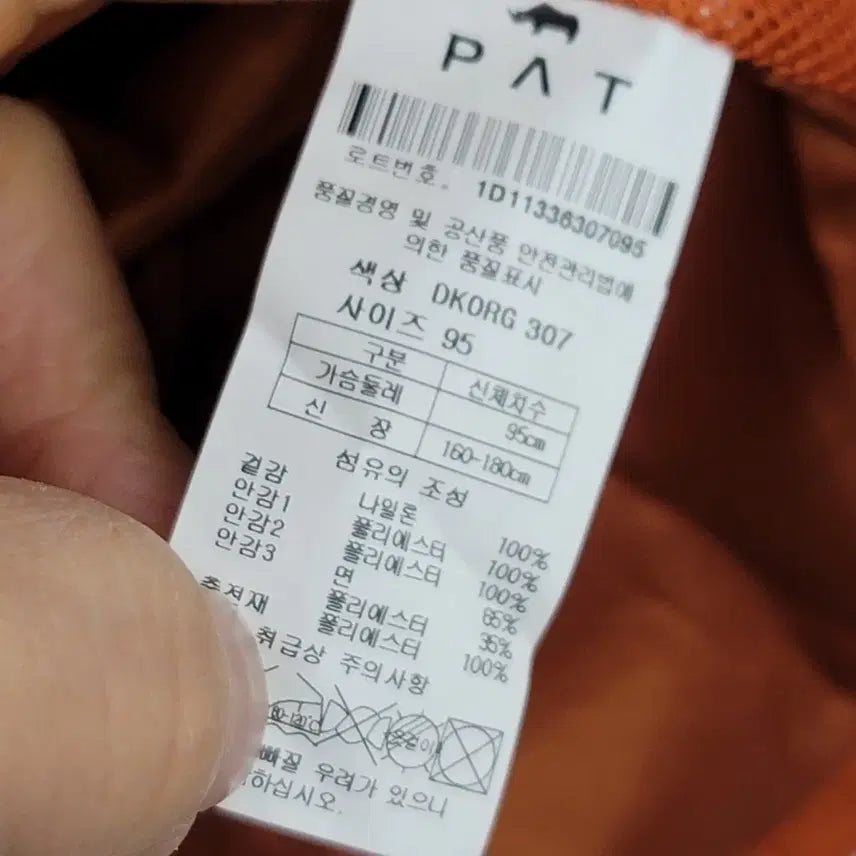 PAT
로트번호. 1D11336307095
품질경영 및 공산품 안전관리법에
의한 품질표시
색상 DKORG 307
사이즈 95
구분 신체치수
가슴둘레 95cm
신 장 160-180cm
섬유의 조성
겉감 나일론 100%
안감1 폴리에스터 100%
안감2 폴리에스터 100%
안감3 면 65%
폴리에스터 35%
충전재 폴리에스터 100%
취급상 주의사항
우려가 있으니
하십시오.